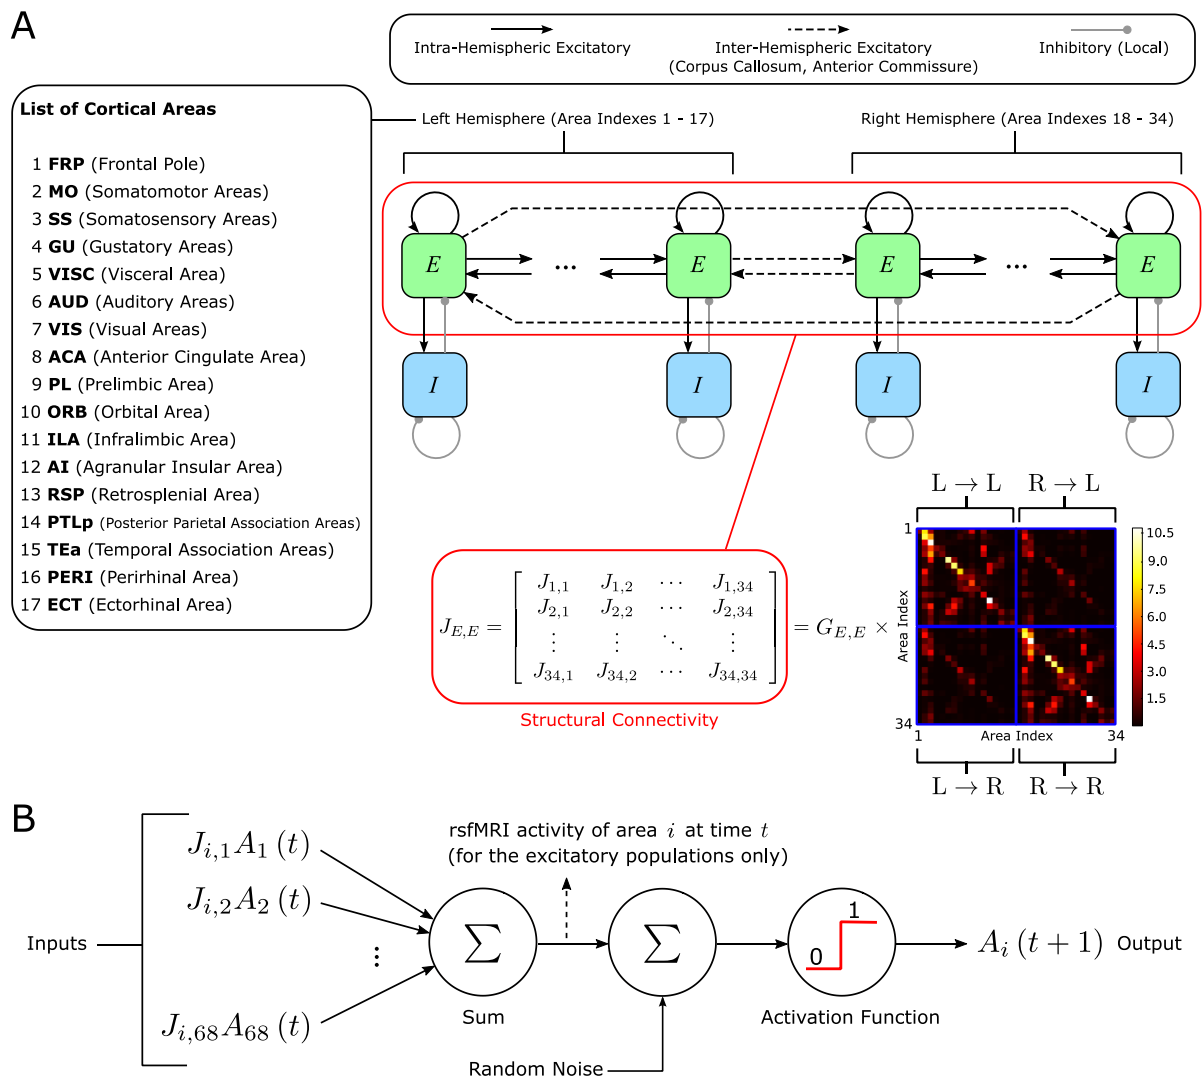 A
Intra-Hemispheric Excitatory
Inter-Hemispheric Excitatory
(Corpus Callosum, Anterior Commissure)
Inhibitory (Local)
List of Cortical Areas
1 FRP (Frontal Pole)
2 MO (Somatomotor Areas)
3 SS (Somatosensory Areas)
4 GU (Gustatory Areas)
5 VISC (Visceral Area)
6 AUD (Auditory Areas)
7 VIS (Visual Areas)
8 ACA (Anterior Cingulate Area)
9 PL (Prelimbic Area)
10 ORB (Orbital Area)
11 ILA (Infralimbic Area)
12 AI (Agranular Insular Area)
13 RSP (Retrosplenial Area)
14 PTLp (Posterior Parietal Association Areas)
15 TEa (Temporal Association Areas)
16 PERI (Perirhinal Area)
17 ECT (Ectorhinal Area)
Left Hemisphere (Area Indexes 1 - 17)
Right Hemisphere (Area Indexes 18 - 34)
E ... E E ... E
I I I I
J_{E,E} = [
J_{1,1} J_{1,2} ⋯ J_{1,34}
J_{2,1} J_{2,2} ⋯ J_{2,34}
⋮ ⋮ ⋱ ⋮
J_{34,1} J_{34,2} ⋯ J_{34,34}
] = G_{E,E} ×
Structural Connectivity
L → L R → L
1
Area Index
34
1 Area Index 34
L → R R → R
10.5
9.0
7.5
6.0
4.5
3.0
1.5
B
Inputs
J_{i,1}A_1 (t)
J_{i,2}A_2 (t)
⋮
J_{i,68}A_{68} (t)
∑
Sum
rsfMRI activity of area i at time t
(for the excitatory populations only)
∑
Random Noise
0 1
Activation Function
A_i (t + 1) Output